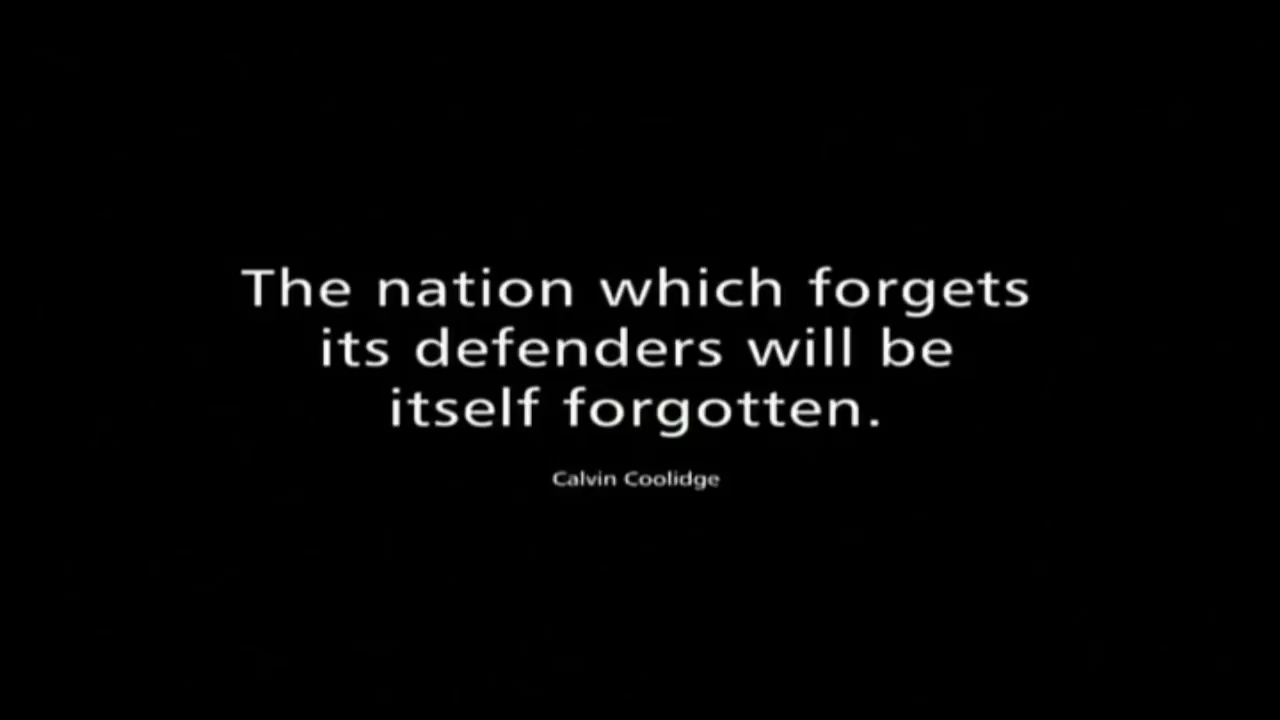 The nation which forgets
its defenders will be
itself forgotten.
Calvin Coolidge